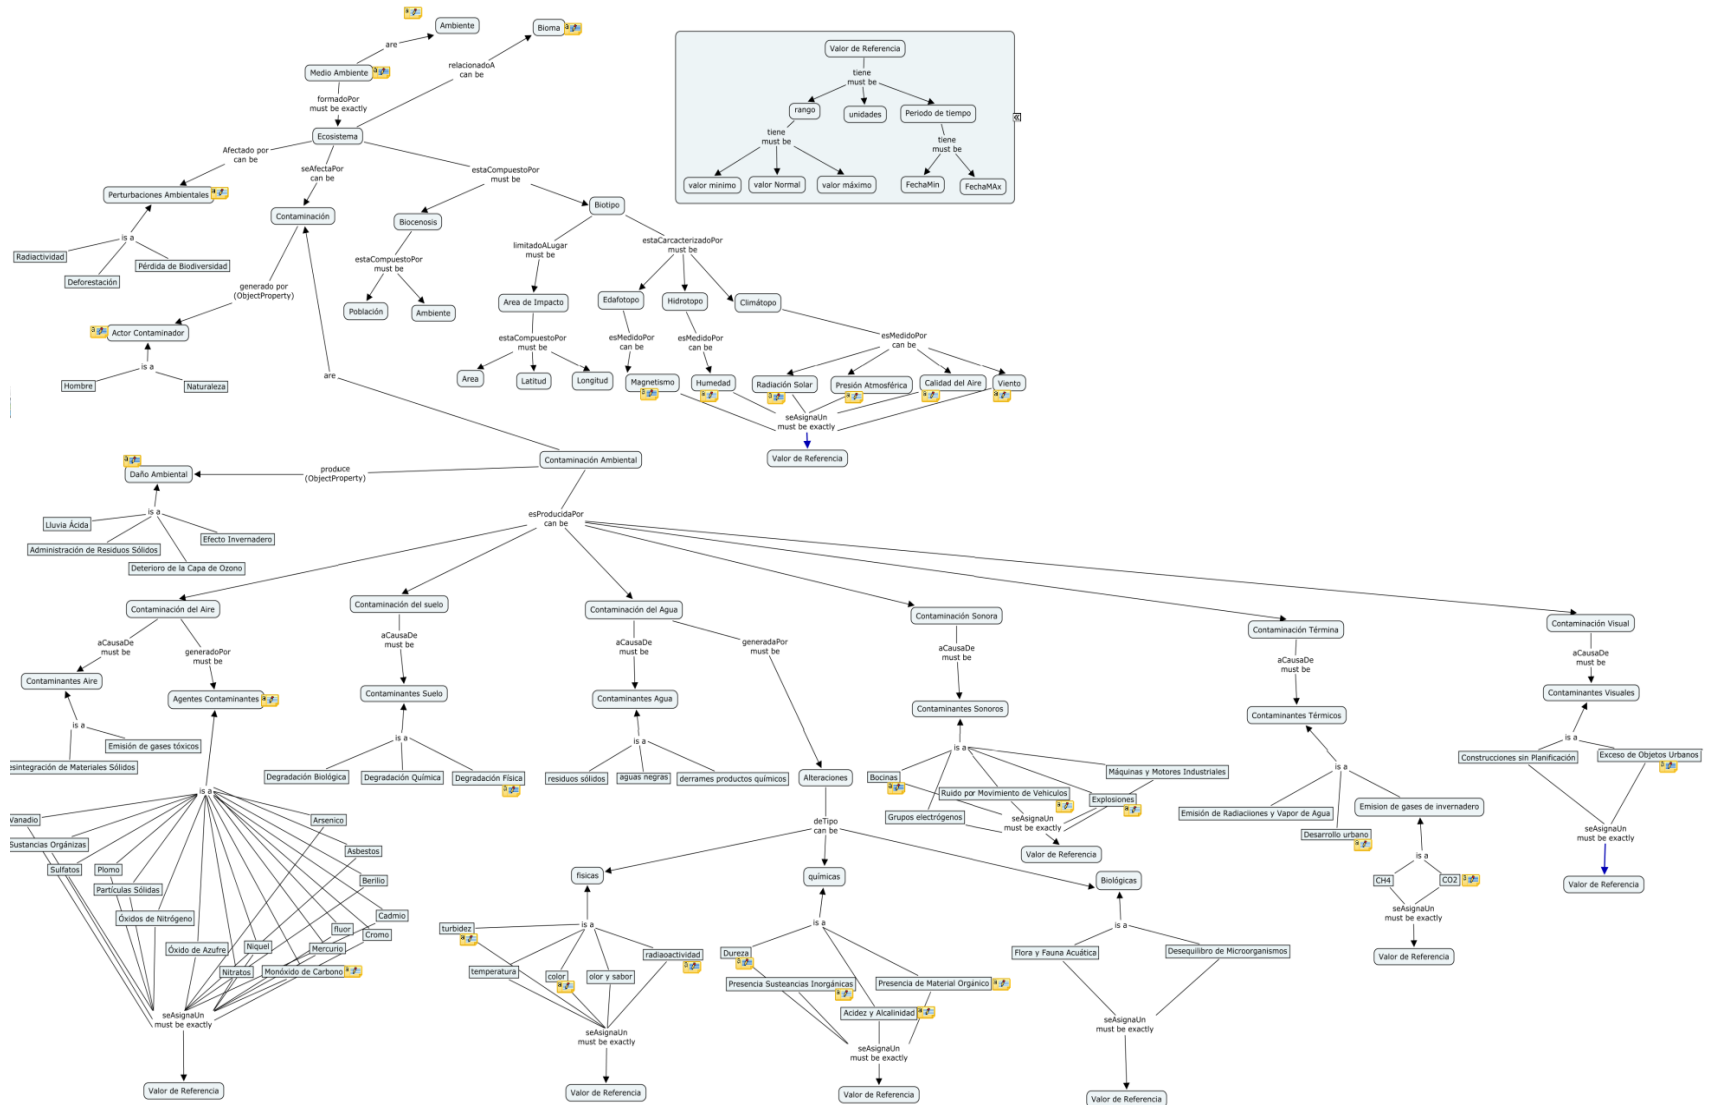 Ambiente
Bioma
are
Medio Ambiente
relacionadoA
can be
formadoPor
must be exactly
Ecosistema
Valor de Referencia
tiene
must be
rango
unidades
Periodo de tiempo
tiene
must be
tiene
must be
valor minimo
valor Normal
valor máximo
FechaMin
FechaMAx
Afectado por
can be
seAfectaPor
can be
estaCompuestoPor
must be
Perturbaciones Ambientales
Contaminación
Biocenosis
Biotipo
is a
Radiactividad
Deforestación
Pérdida de Biodiversidad
generado por
(ObjectProperty)
Actor Contaminador
is a
Hombre
Naturaleza
estaCompuestoPor
must be
Población
Ambiente
limitadoALugar
must be
Area de Impacto
estaCompuestoPor
must be
Area
Latitud
Longitud
estaCarcacterizadoPor
must be
Edafotopo
Hidrotopo
Climátopo
esMedidoPor
can be
esMedidoPor
can be
esMedidoPor
can be
Magnetismo
Humedad
Radiación Solar
Presión Atmosférica
Calidad del Aire
Viento
seAsignaUn
must be exactly
Valor de Referencia
are
Contaminación Ambiental
produce
(ObjectProperty)
Daño Ambiental
is a
Lluvia Ácida
Administración de Residuos Sólidos
Deterioro de la Capa de Ozono
Efecto Invernadero
esProducidaPor
can be
Contaminación del Aire
Contaminación del suelo
Contaminación del Agua
Contaminación Sonora
Contaminación Términa
Contaminación Visual
aCausaDe
must be
generadoPor
must be
Contaminantes Aire
Agentes Contaminantes
is a
Emisión de gases tóxicos
esintegración de Materiales Sólidos
is a
Vanadio
Sustancias Orgánizas
Sulfatos
Plomo
Partículas Sólidas
Óxidos de Nitrógeno
Óxido de Azufre
Nitratos
Niquel
Monóxido de Carbono
Mercurio
fluor
Cromo
Cadmio
Berilio
Asbestos
Arsenico
seAsignaUn
must be exactly
Valor de Referencia
aCausaDe
must be
Contaminantes Suelo
is a
Degradación Biológica
Degradación Química
Degradación Física
aCausaDe
must be
generadaPor
must be
Contaminantes Agua
is a
residuos sólidos
aguas negras
derrames productos químicos
Alteraciones
deTipo
can be
fisicas
químicas
Biológicas
is a
turbidez
temperatura
color
olor y sabor
radiaoactividad
seAsignaUn
must be exactly
Valor de Referencia
is a
Dureza
Presencia Susteancias Inorgánicas
Acidez y Alcalinidad
Presencia de Material Orgánico
seAsignaUn
must be exactly
Valor de Referencia
is a
Flora y Fauna Acuática
Desequilibro de Microorganismos
seAsignaUn
must be exactly
Valor de Referencia
aCausaDe
must be
Contaminantes Sonoros
is a
Bocinas
Grupos electrógenos
Ruido por Movimiento de Vehiculos
Explosiones
Máquinas y Motores Industriales
seAsignaUn
must be exactly
Valor de Referencia
aCausaDe
must be
Contaminantes Térmicos
is a
Emisión de Radiaciiones y Vapor de Agua
Desarrollo urbano
Emision de gases de invernadero
is a
CH4
CO2
seAsignaUn
must be exactly
Valor de Referencia
aCausaDe
must be
Contaminantes Visuales
is a
Construcciones sin Planificación
Exceso de Objetos Urbanos
seAsignaUn
must be exactly
Valor de Referencia